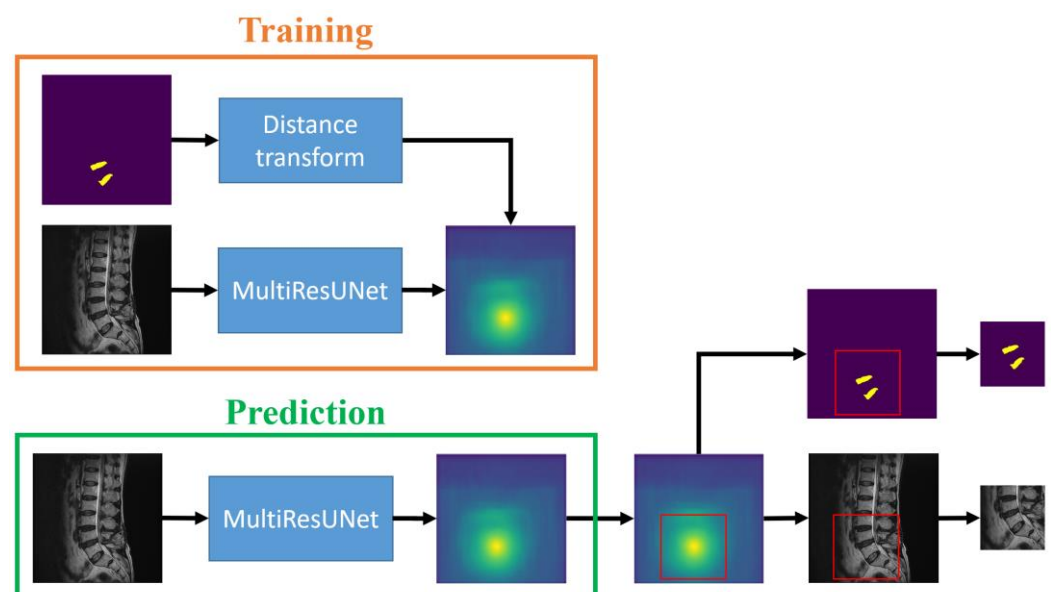 Training
Distance
transform
MultiResUNet
Prediction
MultiResUNet